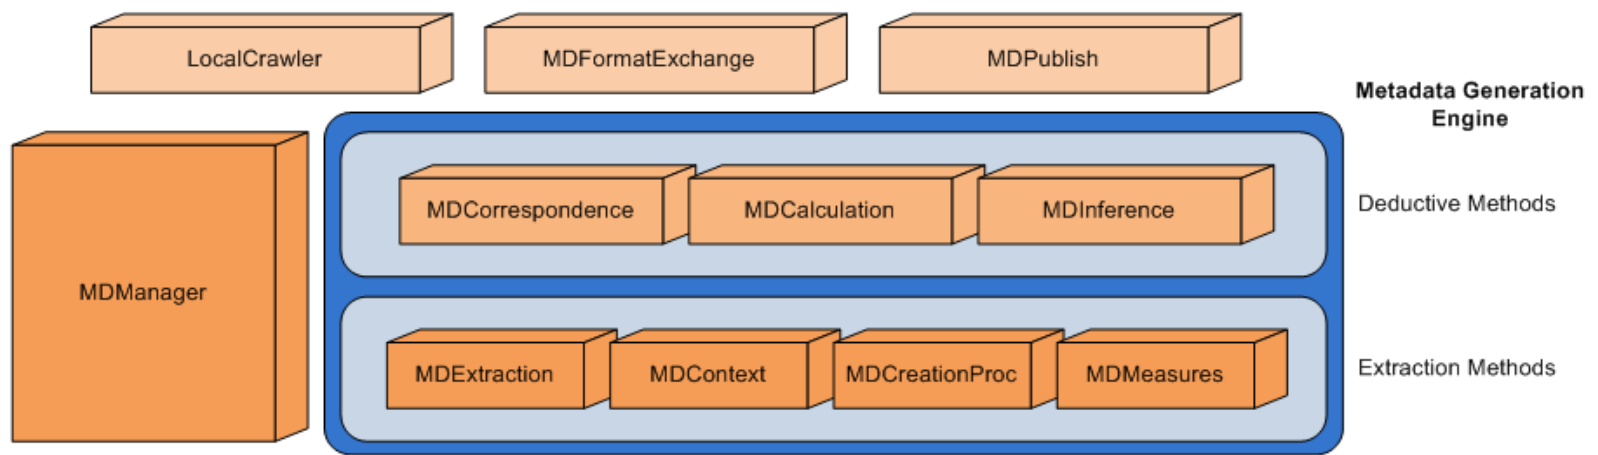 LocalCrawler
MDFormatExchange
MDPublish
Metadata Generation
Engine
MDManager
MDCorrespondence
MDCalculation
MDInference
Deductive Methods
MDExtraction
MDContext
MDCreationProc
MDMeasures
Extraction Methods